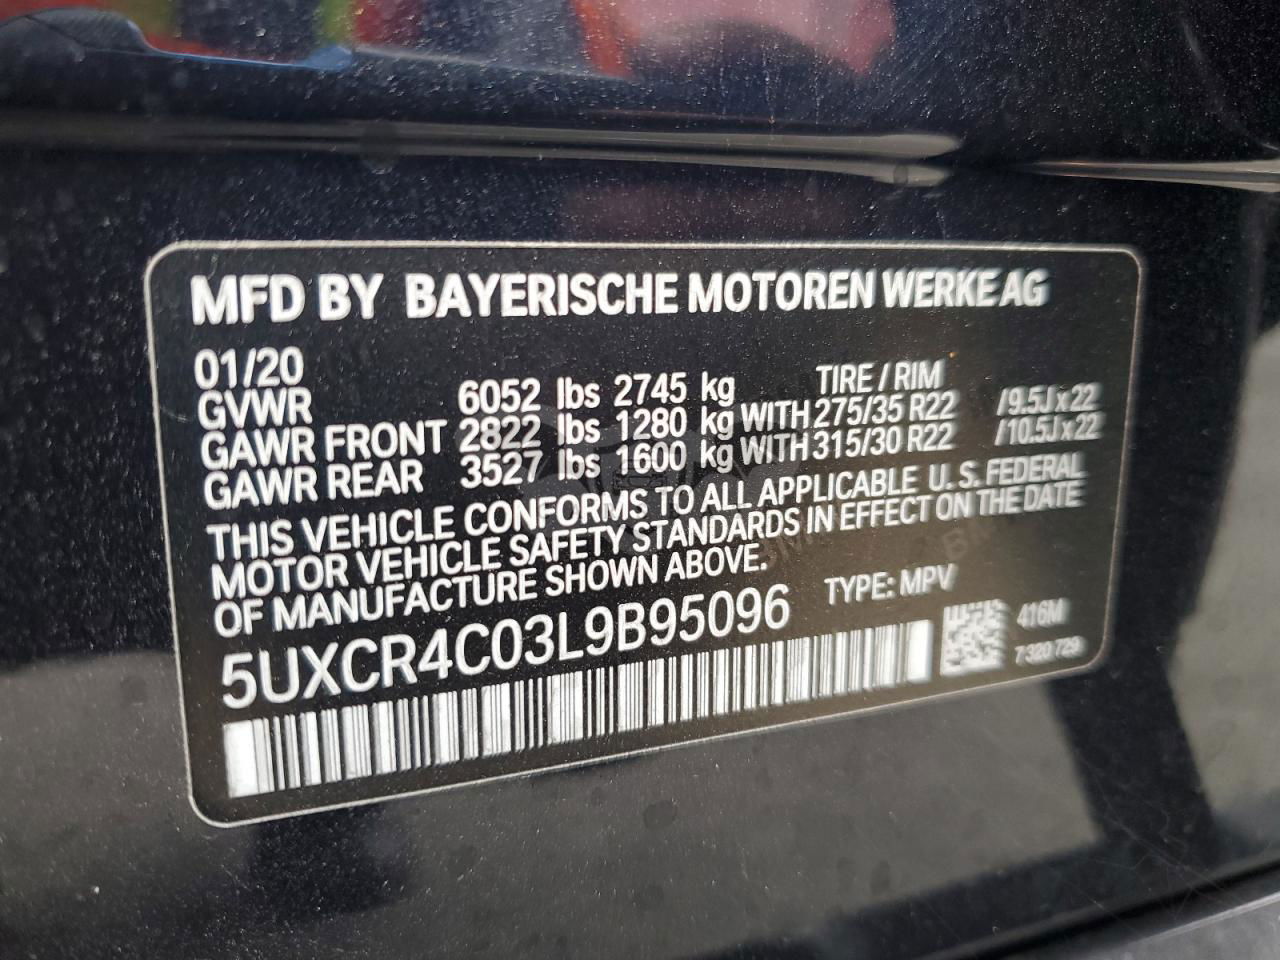 MFD BY BAYERISCHE MOTOREN WERKE AG
01/20
GVWR 6052 lbs 2745 kg TIRE / RIM
GAWR FRONT 2822 lbs 1280 kg WITH 275/35 R22 /9.5J x 22
GAWR REAR 3527 lbs 1600 kg WITH 315/30 R22 /10.5J x 22
THIS VEHICLE CONFORMS TO ALL APPLICABLE U.S. FEDERAL
MOTOR VEHICLE SAFETY STANDARDS IN EFFECT ON THE DATE
OF MANUFACTURE SHOWN ABOVE.
5UXCR4C03L9B95096 TYPE: MPV
416M
7 320 729